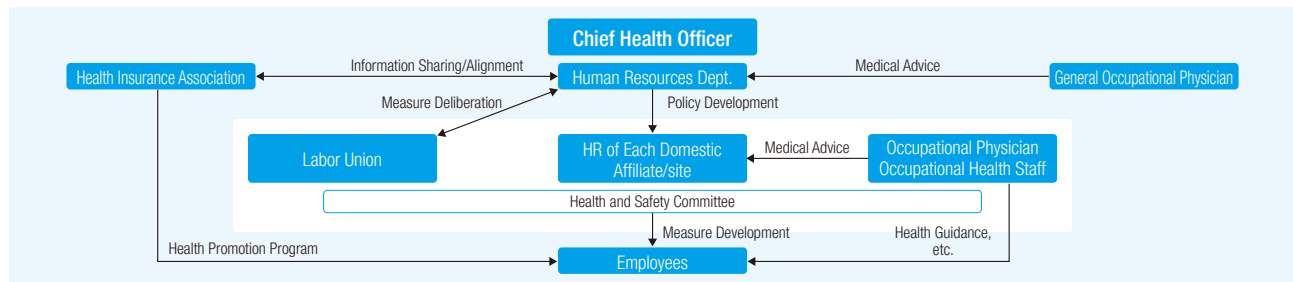 Chief Health Officer
Health Insurance Association
Information Sharing/Alignment
Human Resources Dept.
Medical Advice
General Occupational Physician
Measure Deliberation
Policy Development
Labor Union
HR of Each Domestic
Affiliate/site
Medical Advice
Occupational Physician
Occupational Health Staff
Health and Safety Committee
Measure Development
Health Guidance,
etc.
Health Promotion Program
Employees